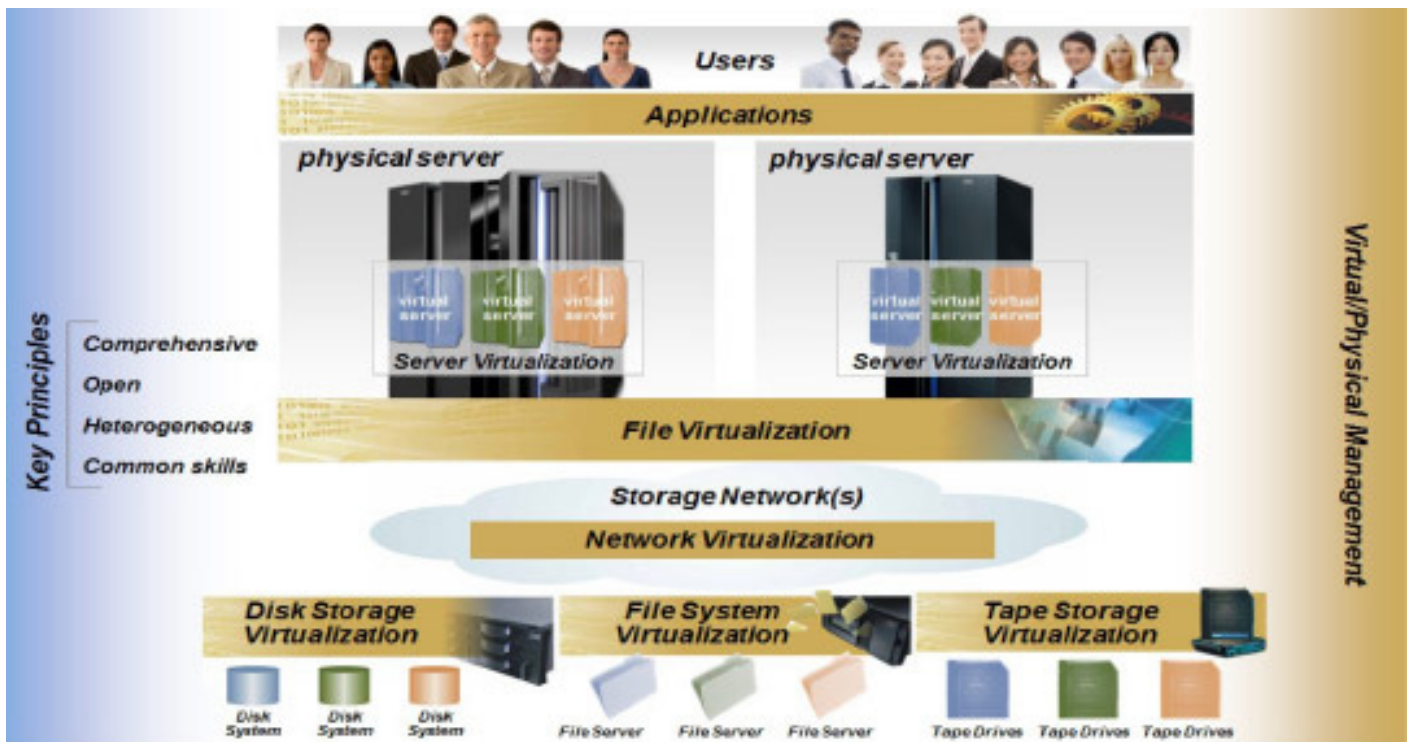 Users
Applications
physical server
physical server
virtual server
virtual server
virtual server
Server Virtualization
virtual server
virtual server
virtual server
Server Virtualization
Key Principles
Comprehensive
Open
Heterogeneous
Common skills
Virtual/Physical Management
File Virtualization
Storage Network(s)
Network Virtualization
Disk Storage
Virtualization
File System
Virtualization
Tape Storage
Virtualization
Disk
System
Disk
System
Disk
System
File Server
File Server
File Server
Tape Drives
Tape Drives
Tape Drives